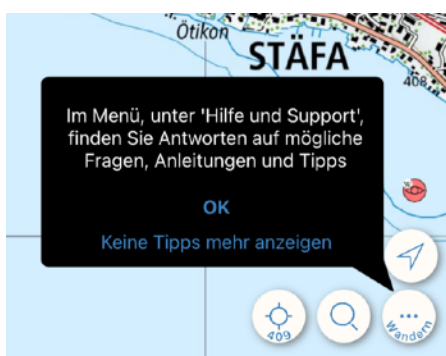 Ötikon
STÄFA
408
Im Menü, unter 'Hilfe und Support',
finden Sie Antworten auf mögliche
Fragen, Anleitungen und Tipps
OK
Keine Tipps mehr anzeigen
409
Wandern